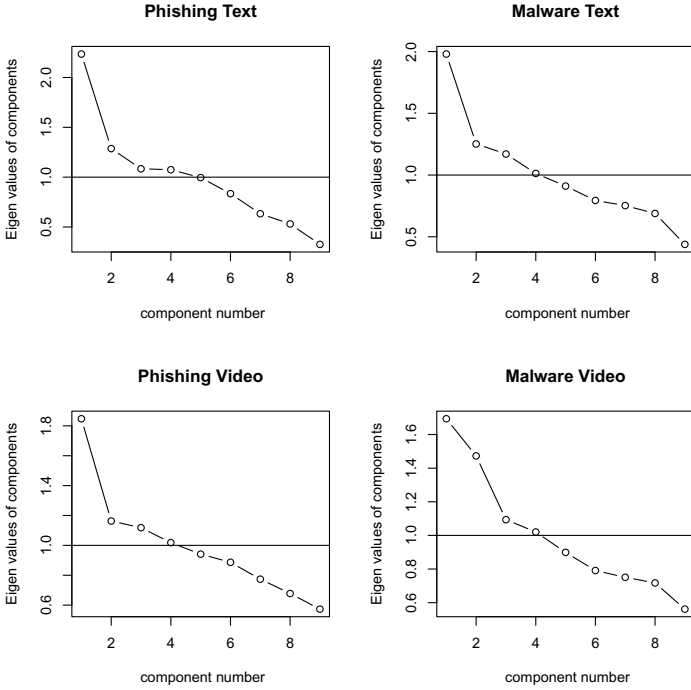 Phishing Text
Eigen values of components
2.0
1.5
1.0
0.5
2 4 6 8
component number
Malware Text
Eigen values of components
2.0
1.5
1.0
0.5
2 4 6 8
component number
Phishing Video
Eigen values of components
1.8
1.4
1.0
0.6
2 4 6 8
component number
Malware Video
Eigen values of components
1.6
1.4
1.2
1.0
0.8
0.6
2 4 6 8
component number